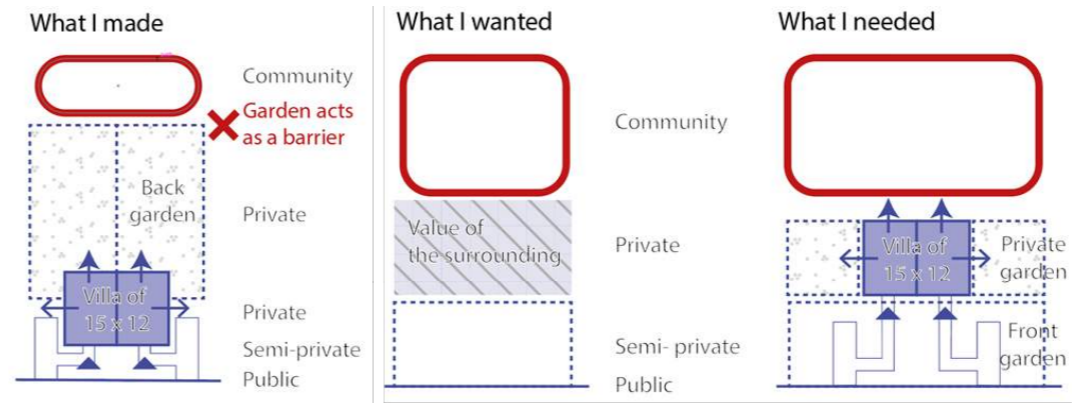 What I made
Community
Garden acts
as a barrier
Back
garden
Private
Villa of
15 x 12
Private
Semi-private
Public
What I wanted
Community
Value of
the surrounding
Private
Semi- private
Public
What I needed
Villa of
15 x 12
Private
garden
Front
garden